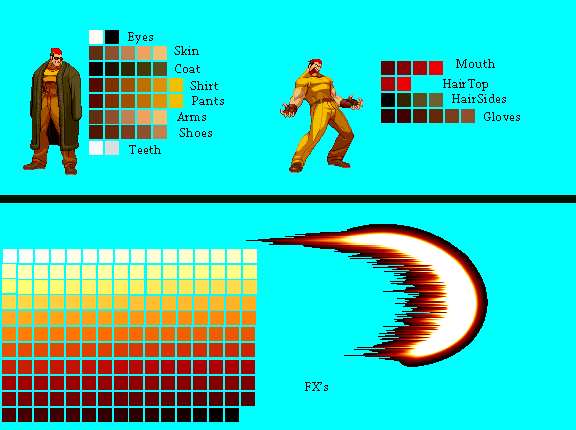 Eyes
Skin
Coat
Shirt
Pants
Arms
Shoes
Teeth
Mouth
HairTop
HairSides
Gloves
FX's